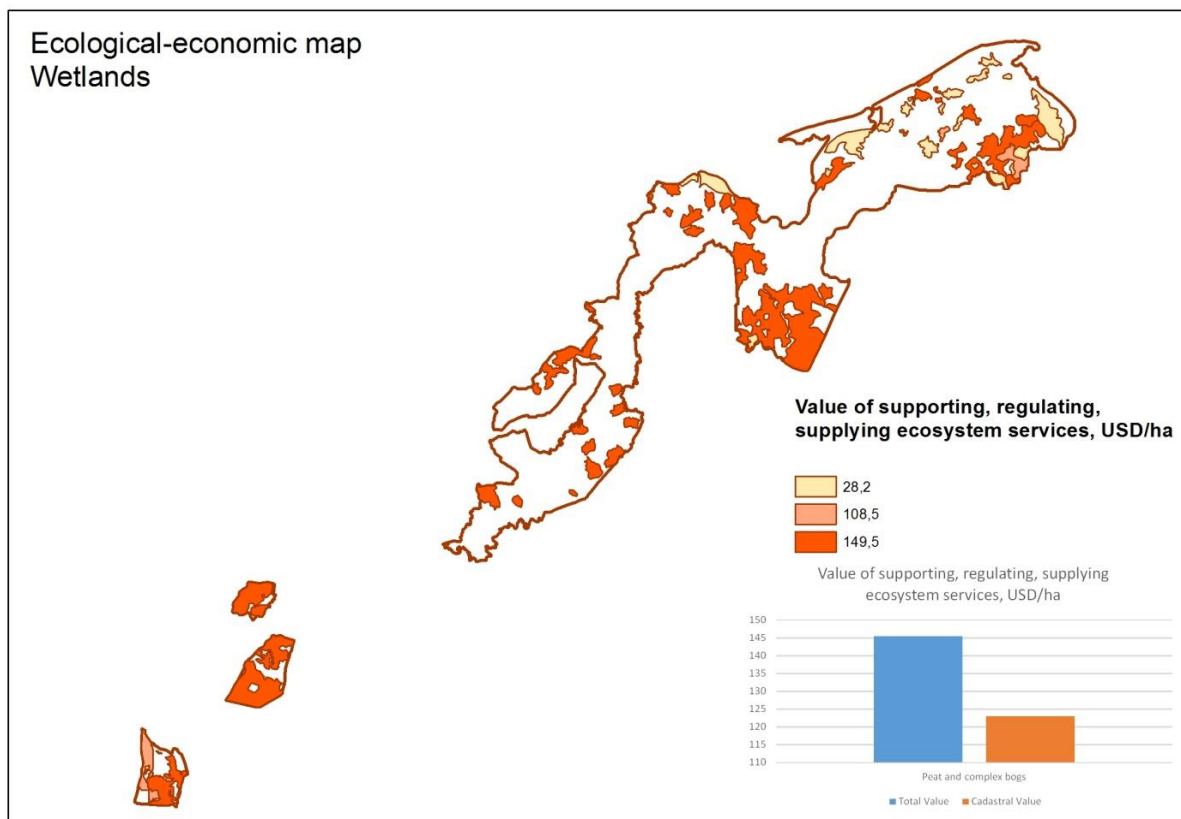 Ecological-economic map
Wetlands
Value of supporting, regulating,
supplying ecosystem services, USD/ha
28,2
108,5
149,5
Value of supporting, regulating, supplying
ecosystem services, USD/ha
150
145
140
135
130
125
120
115
110
Peat and complex bogs
Total Value
Cadastral Value